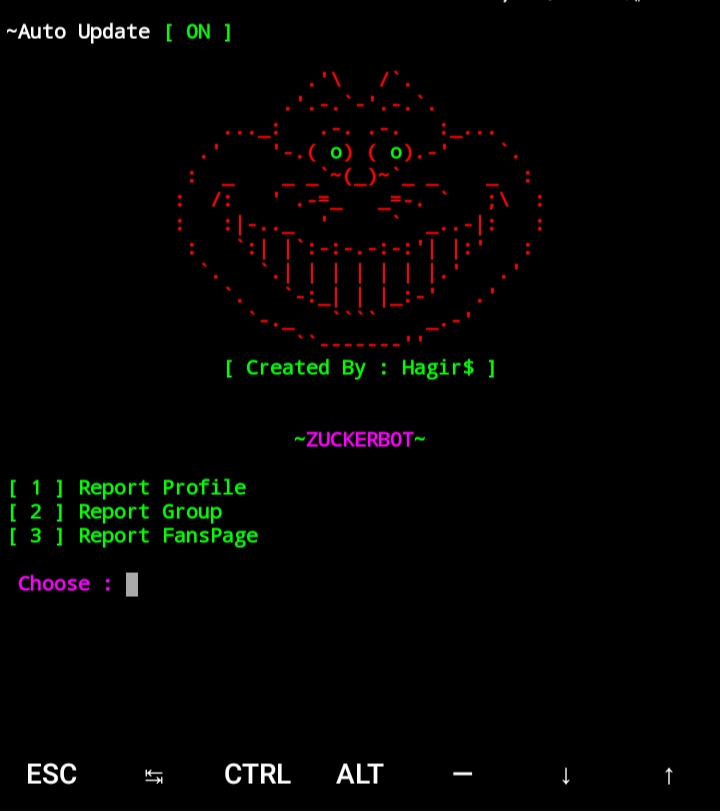 ~Auto Update [ ON ]
[ Created By : Hagir$ ]
~ZUCKERBOT~
[ 1 ] Report Profile
[ 2 ] Report Group
[ 3 ] Report FansPage
Choose :
ESC ↹ CTRL ALT — ↓ ↑